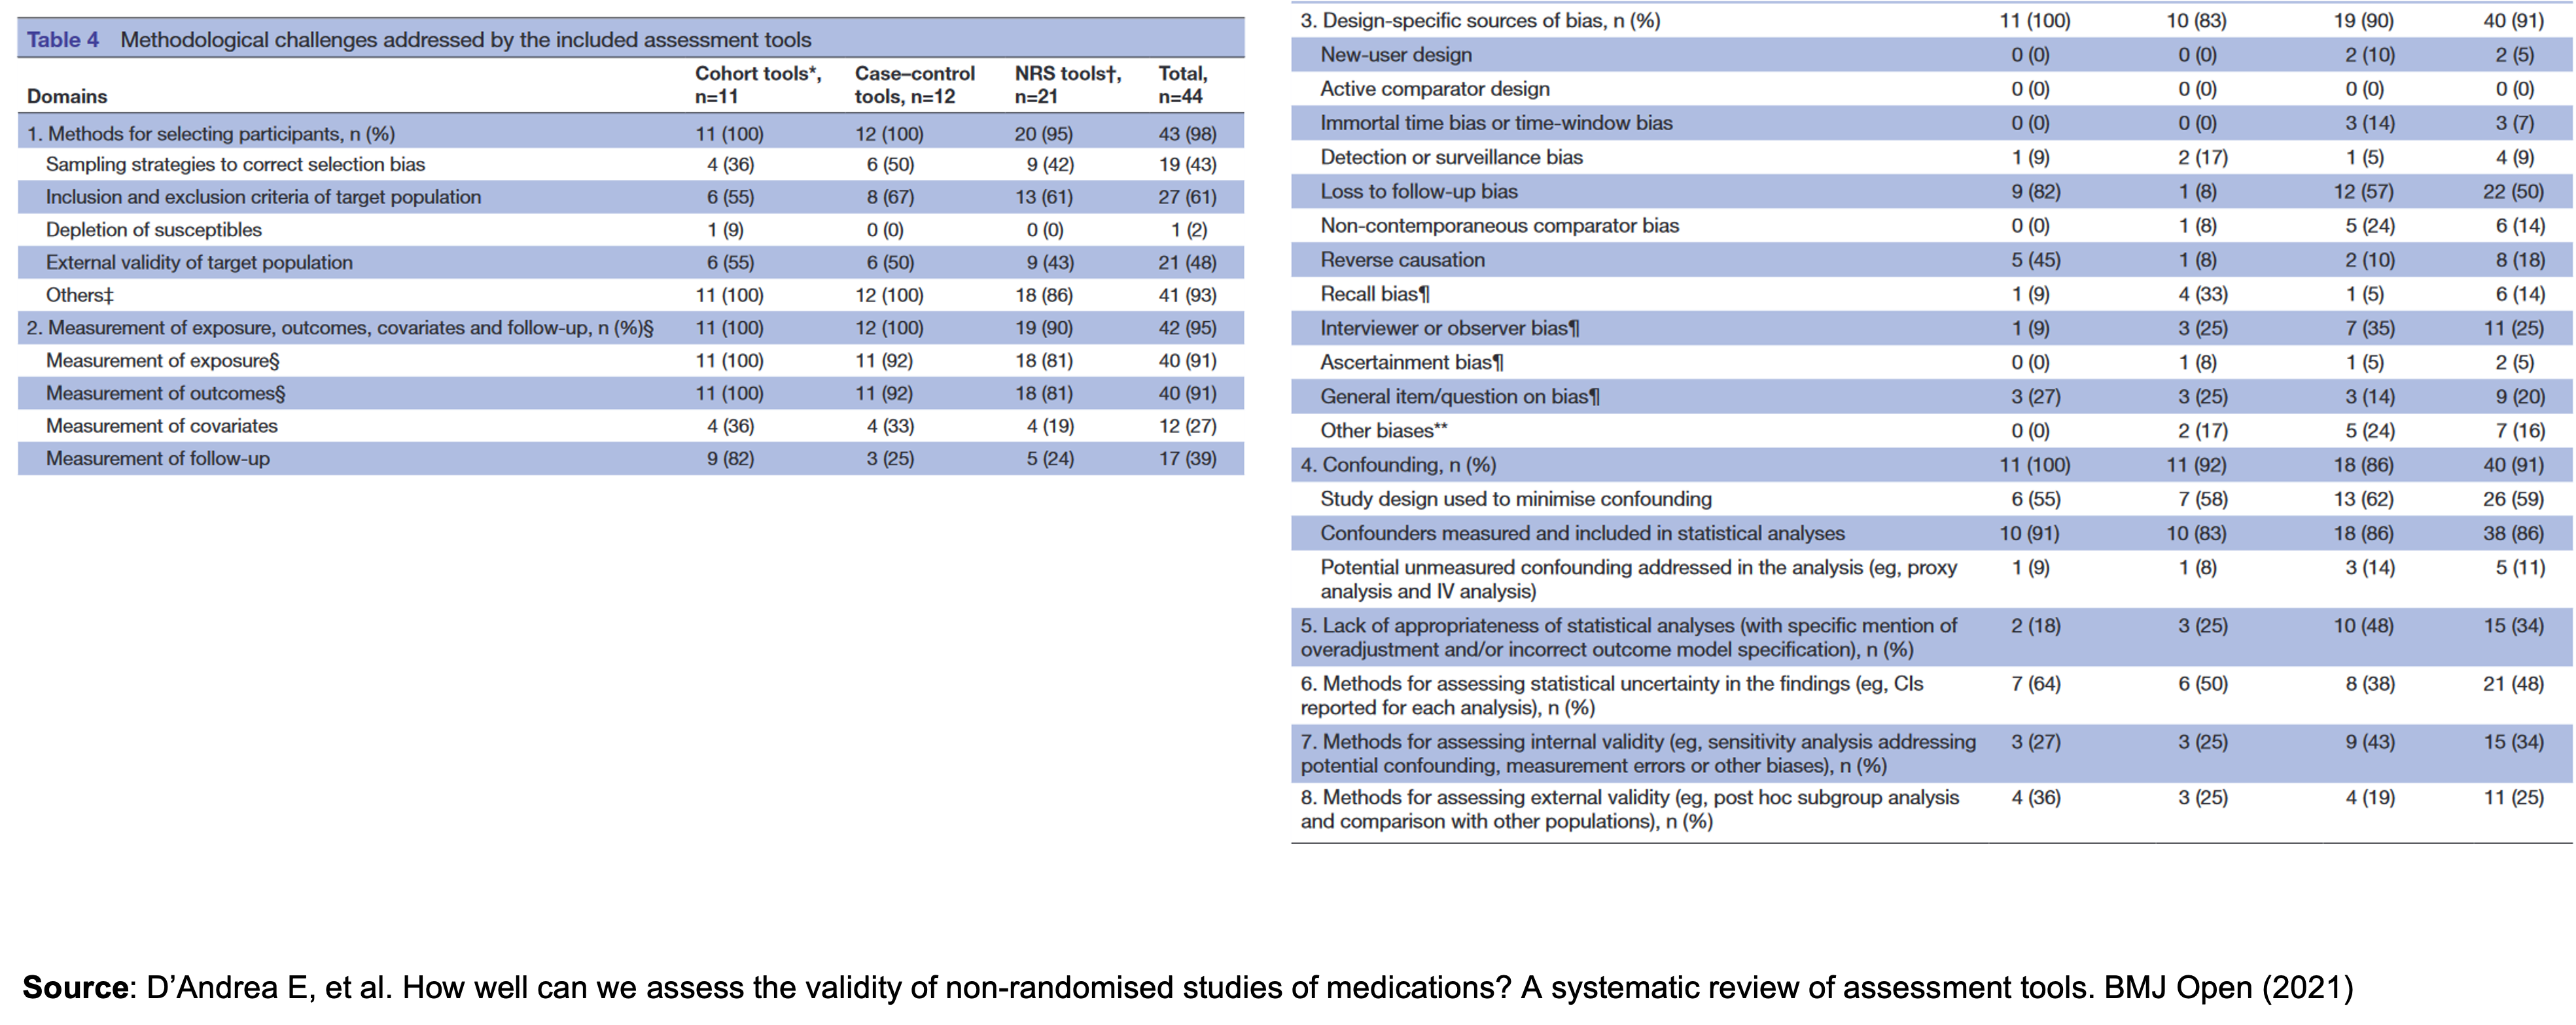 Table 4 Methodological challenges addressed by the included assessment tools
Domains Cohort tools*, n=11 Case–control tools, n=12 NRS tools†, n=21 Total, n=44
1. Methods for selecting participants, n (%) 11 (100) 12 (100) 20 (95) 43 (98)
Sampling strategies to correct selection bias 4 (36) 6 (50) 9 (42) 19 (43)
Inclusion and exclusion criteria of target population 6 (55) 8 (67) 13 (61) 27 (61)
Depletion of susceptibles 1 (9) 0 (0) 0 (0) 1 (2)
External validity of target population 6 (55) 6 (50) 9 (43) 21 (48)
Others‡ 11 (100) 12 (100) 18 (86) 41 (93)
2. Measurement of exposure, outcomes, covariates and follow-up, n (%)§ 11 (100) 12 (100) 19 (90) 42 (95)
Measurement of exposure§ 11 (100) 11 (92) 18 (81) 40 (91)
Measurement of outcomes§ 11 (100) 11 (92) 18 (81) 40 (91)
Measurement of covariates 4 (36) 4 (33) 4 (19) 12 (27)
Measurement of follow-up 9 (82) 3 (25) 5 (24) 17 (39)
3. Design-specific sources of bias, n (%) 11 (100) 10 (83) 19 (90) 40 (91)
New-user design 0 (0) 0 (0) 2 (10) 2 (5)
Active comparator design 0 (0) 0 (0) 0 (0) 0 (0)
Immortal time bias or time-window bias 0 (0) 0 (0) 3 (14) 3 (7)
Detection or surveillance bias 1 (9) 2 (17) 1 (5) 4 (9)
Loss to follow-up bias 9 (82) 1 (8) 12 (57) 22 (50)
Non-contemporaneous comparator bias 0 (0) 1 (8) 5 (24) 6 (14)
Reverse causation 5 (45) 1 (8) 2 (10) 8 (18)
Recall bias¶ 1 (9) 4 (33) 1 (5) 6 (14)
Interviewer or observer bias¶ 1 (9) 3 (25) 7 (35) 11 (25)
Ascertainment bias¶ 0 (0) 1 (8) 1 (5) 2 (5)
General item/question on bias¶ 3 (27) 3 (25) 3 (14) 9 (20)
Other biases** 0 (0) 2 (17) 5 (24) 7 (16)
4. Confounding, n (%) 11 (100) 11 (92) 18 (86) 40 (91)
Study design used to minimise confounding 6 (55) 7 (58) 13 (62) 26 (59)
Confounders measured and included in statistical analyses 10 (91) 10 (83) 18 (86) 38 (86)
Potential unmeasured confounding addressed in the analysis (eg, proxy 1 (9) 1 (8) 3 (14) 5 (11)
analysis and IV analysis)
5. Lack of appropriateness of statistical analyses (with specific mention of 2 (18) 3 (25) 10 (48) 15 (34)
overadjustment and/or incorrect outcome model specification), n (%)
6. Methods for assessing statistical uncertainty in the findings (eg, CIs 7 (64) 6 (50) 8 (38) 21 (48)
reported for each analysis), n (%)
7. Methods for assessing internal validity (eg, sensitivity analysis addressing 3 (27) 3 (25) 9 (43) 15 (34)
potential confounding, measurement errors or other biases), n (%)
8. Methods for assessing external validity (eg, post hoc subgroup analysis 4 (36) 3 (25) 4 (19) 11 (25)
and comparison with other populations), n (%)
Source: D’Andrea E, et al. How well can we assess the validity of non-randomised studies of medications? A systematic review of assessment tools. BMJ Open (2021)